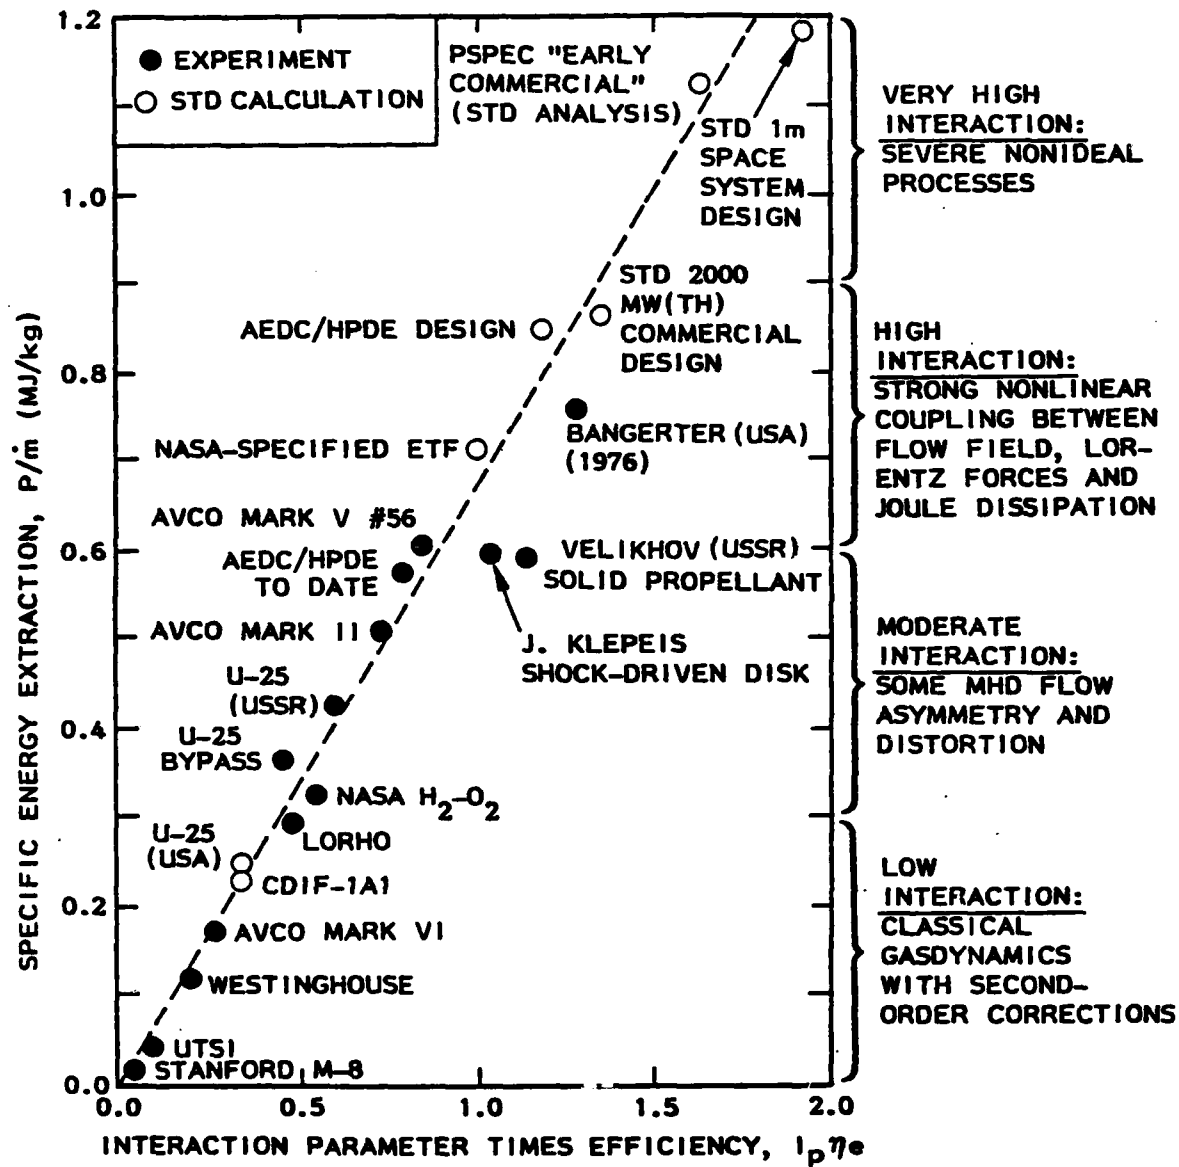 1.2
● EXPERIMENT
○ STD CALCULATION
PSPEC "EARLY
COMMERCIAL"
(STD ANALYSIS)
STD 1m
SPACE
SYSTEM
DESIGN
VERY HIGH
INTERACTION:
SEVERE NONIDEAL
PROCESSES
1.0
STD 2000
MW(TH)
COMMERCIAL
DESIGN
AEDC/HPDE DESIGN
HIGH
INTERACTION:
STRONG NONLINEAR
COUPLING BETWEEN
FLOW FIELD, LOR-
ENTZ FORCES AND
JOULE DISSIPATION
0.8
BANGERTER (USA)
(1976)
NASA-SPECIFIED ETF
AVCO MARK V #56
0.6
AEDC/HPDE
TO DATE
VELIKHOV (USSR)
SOLID PROPELLANT
AVCO MARK II
J. KLEPEIS
SHOCK-DRIVEN DISK
MODERATE
INTERACTION:
SOME MHD FLOW
ASYMMETRY AND
DISTORTION
U-25
(USSR)
0.4
U-25
BYPASS
NASA H₂-O₂
LORHO
U-25
(USA)
CDIF-1A1
LOW
INTERACTION:
CLASSICAL
GASDYNAMICS
WITH SECOND-
ORDER CORRECTIONS
0.2
AVCO MARK VI
WESTINGHOUSE
UTSI
STANFORD M-8
0.0
0.0 0.5 1.0 1.5 2.0
INTERACTION PARAMETER TIMES EFFICIENCY, Ipηe
SPECIFIC ENERGY EXTRACTION, P/ṁ (MJ/kg)